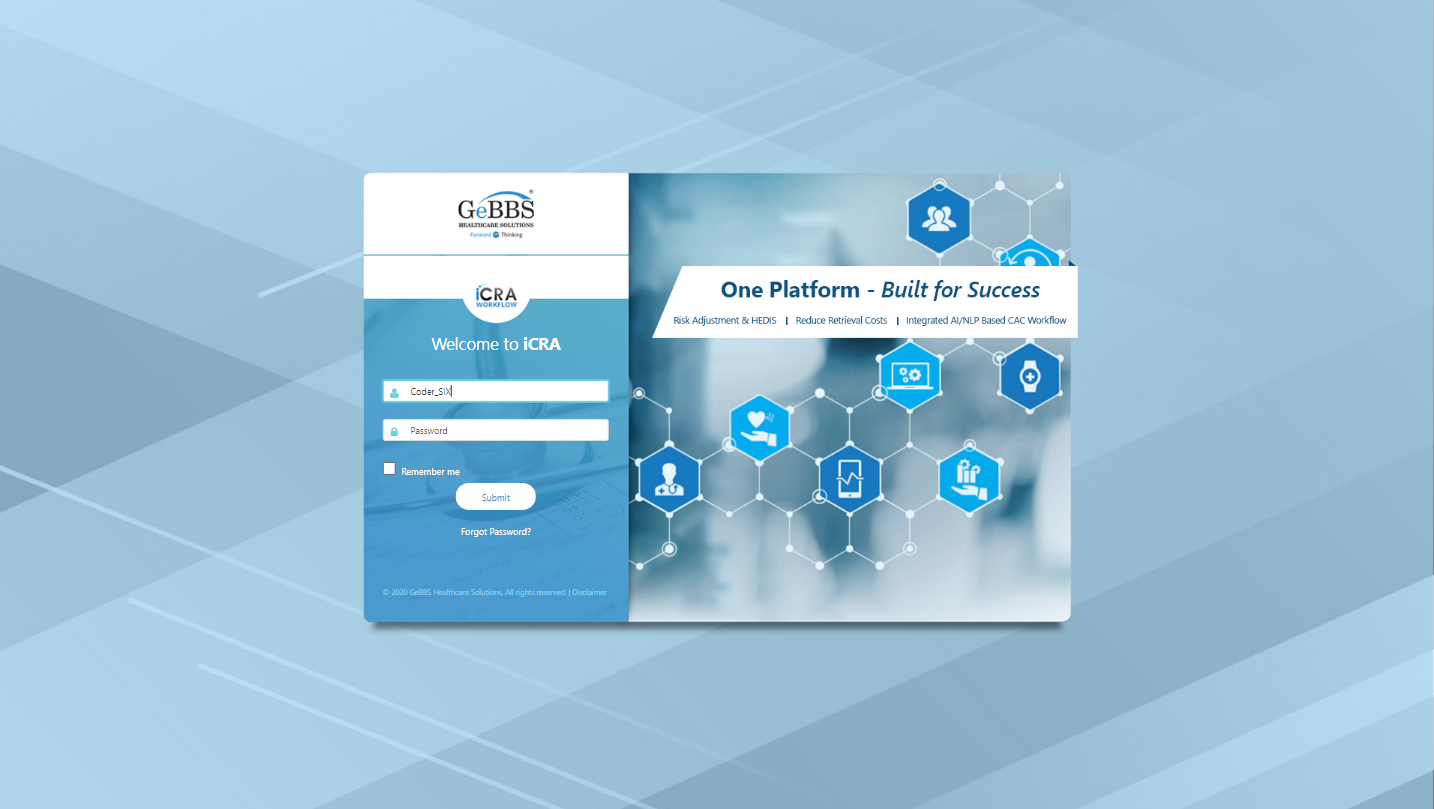 GeBBS®
HEALTHCARE SOLUTIONS
Forward Thinking
iCRA
WORKFLOW
Welcome to iCRA
Coder_SIX
Password
Remember me
Submit
Forgot Password?
© 2020 GeBBS Healthcare Solutions, All rights reserved. | Disclaimer
One Platform - Built for Success
Risk Adjustment & HEDIS | Reduce Retrieval Costs | Integrated AI/NLP Based CAC Workflow